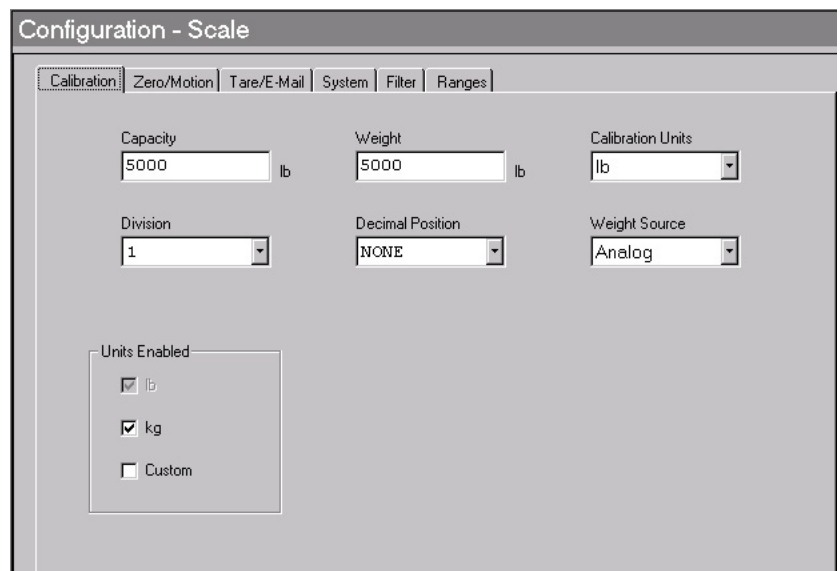 Configuration - Scale
Calibration Zero/Motion Tare/E-Mail System Filter Ranges
Capacity Weight Calibration Units
5000 lb 5000 lb lb
Division Decimal Position Weight Source
1 NONE Analog
Units Enabled
lb
kg
Custom